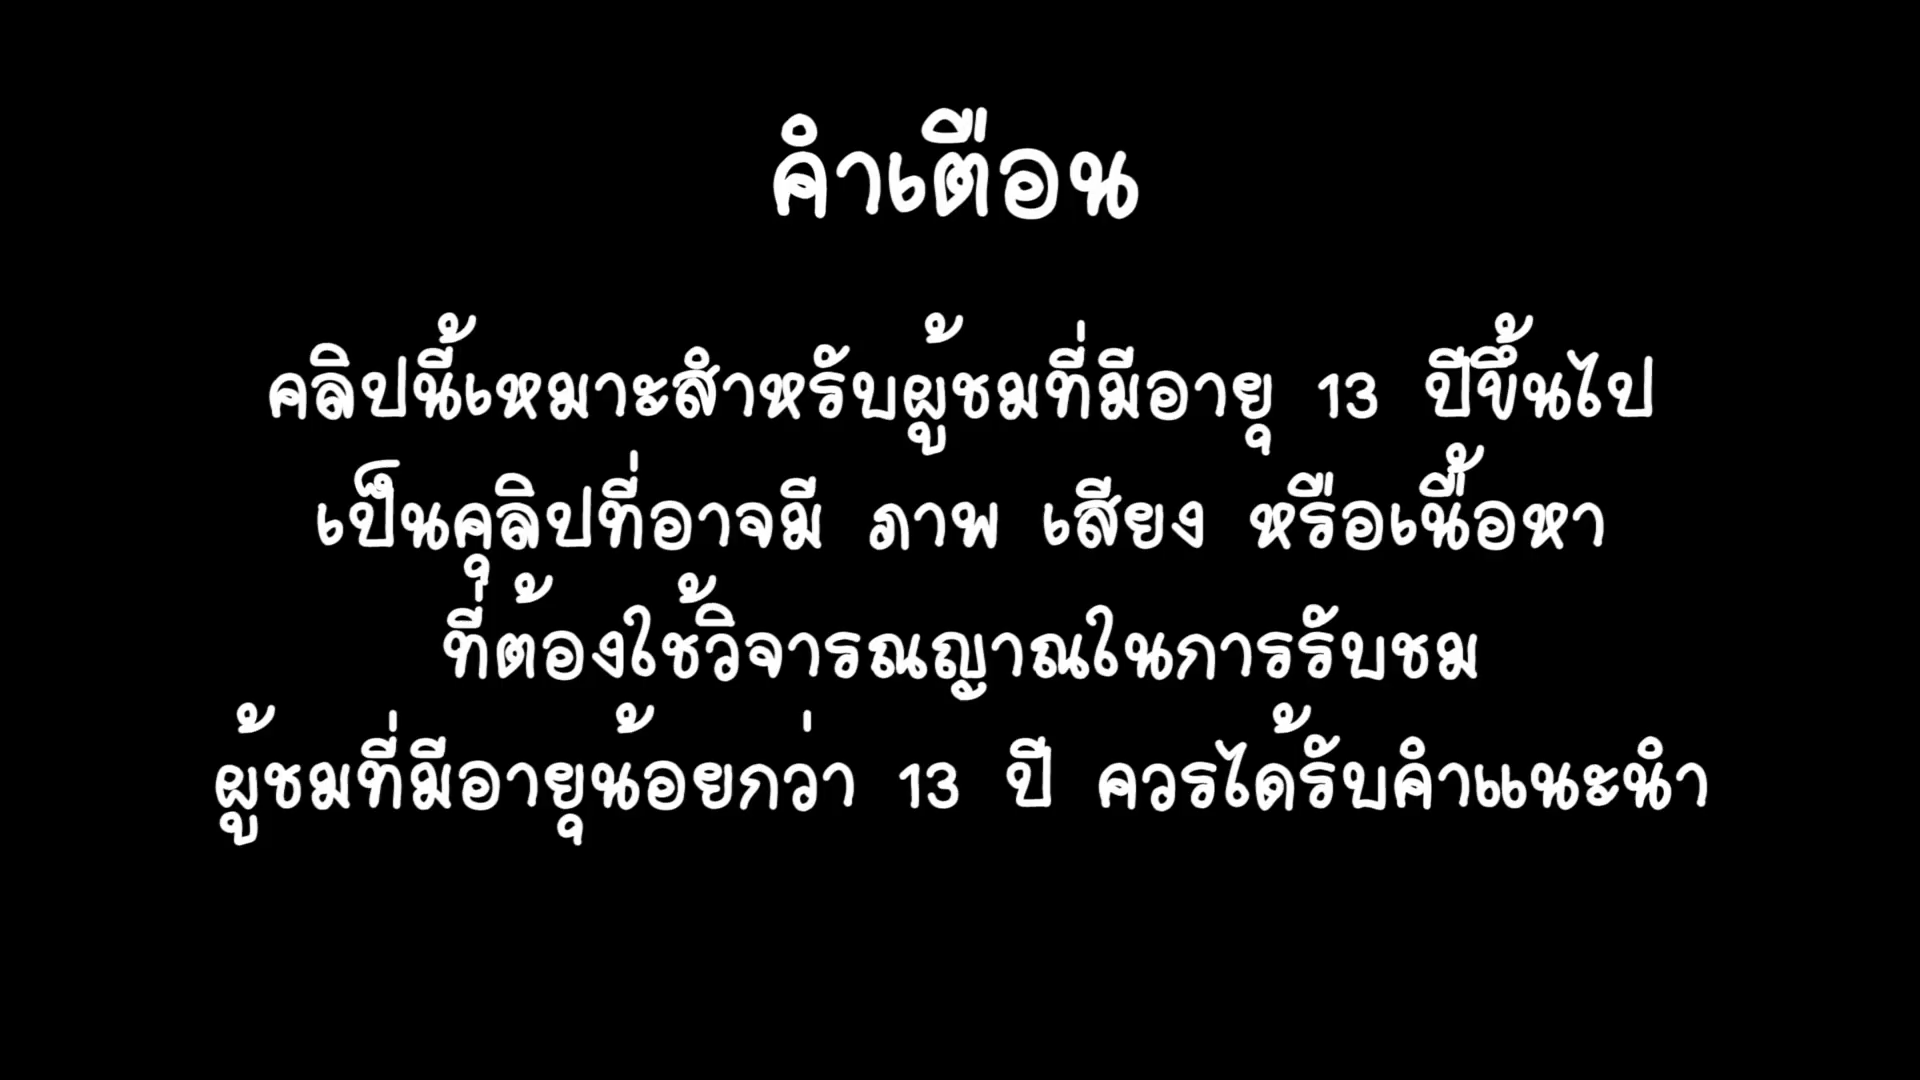 คำเตือน
คลิปนี้เหมาะสำหรับผู้ชมที่มีอายุ 13 ปีขึ้นไป
เป็นคุลิปที่อาจมี ภาพ เสียง หรือเนื้อหา
ที่ต้องใช้วิจารณญาณในการรับชม
ผู้ชมที่มีอายุน้อยกว่า 13 ปี ควรได้รับคำแนะนำ